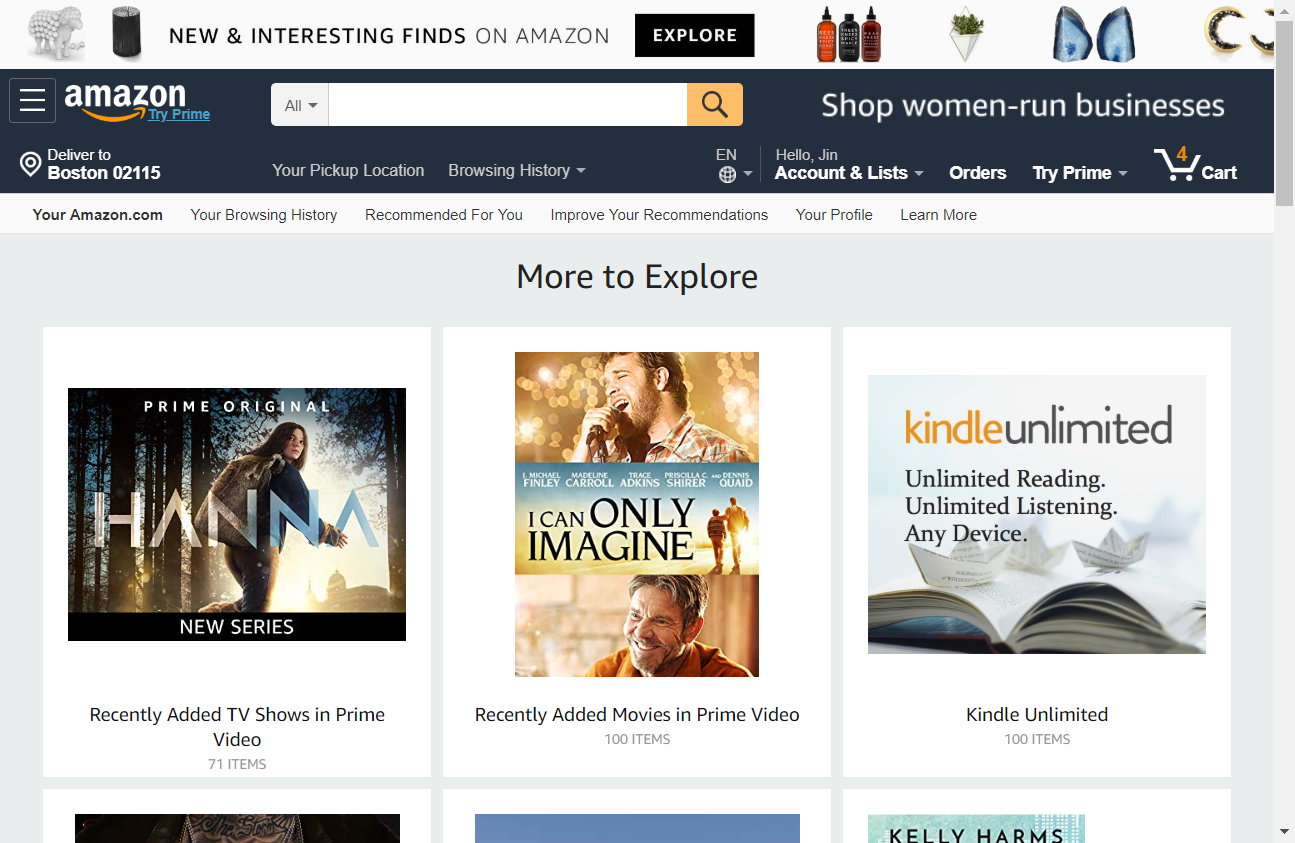 NEW & INTERESTING FINDS ON AMAZON
EXPLORE
amazon
Try Prime
All
Shop women-run businesses
Deliver to
Boston 02115
Your Pickup Location
Browsing History
EN
Hello, Jin
Account & Lists
Orders
Try Prime
4
Cart
Your Amazon.com
Your Browsing History
Recommended For You
Improve Your Recommendations
Your Profile
Learn More
More to Explore
PRIME ORIGINAL
HANNA
NEW SERIES
Recently Added TV Shows in Prime
Video
71 ITEMS
J. MICHAEL FINLEY
MADELINE CARROLL
TRACE ADKINS
PRISCILLA C. SHIRER
AND DENNIS QUAID
I CAN ONLY
IMAGINE
Recently Added Movies in Prime Video
100 ITEMS
kindleunlimited
Unlimited Reading.
Unlimited Listening.
Any Device.
Kindle Unlimited
100 ITEMS
KELLY HARMS